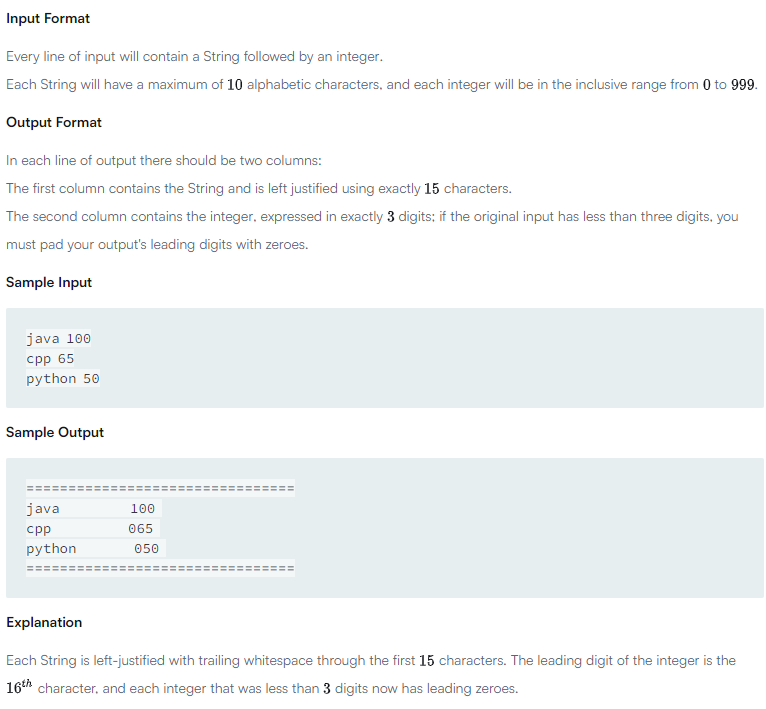 Input Format
Every line of input will contain a String followed by an integer.
Each String will have a maximum of 10 alphabetic characters, and each integer will be in the inclusive range from 0 to 999.
Output Format
In each line of output there should be two columns:
The first column contains the String and is left justified using exactly 15 characters.
The second column contains the integer, expressed in exactly 3 digits; if the original input has less than three digits, you
must pad your output's leading digits with zeroes.
Sample Input
java 100
cpp 65
python 50
Sample Output
================================
java           100
cpp            065
python         050
================================
Explanation
Each String is left-justified with trailing whitespace through the first 15 characters. The leading digit of the integer is the
16th character, and each integer that was less than 3 digits now has leading zeroes.